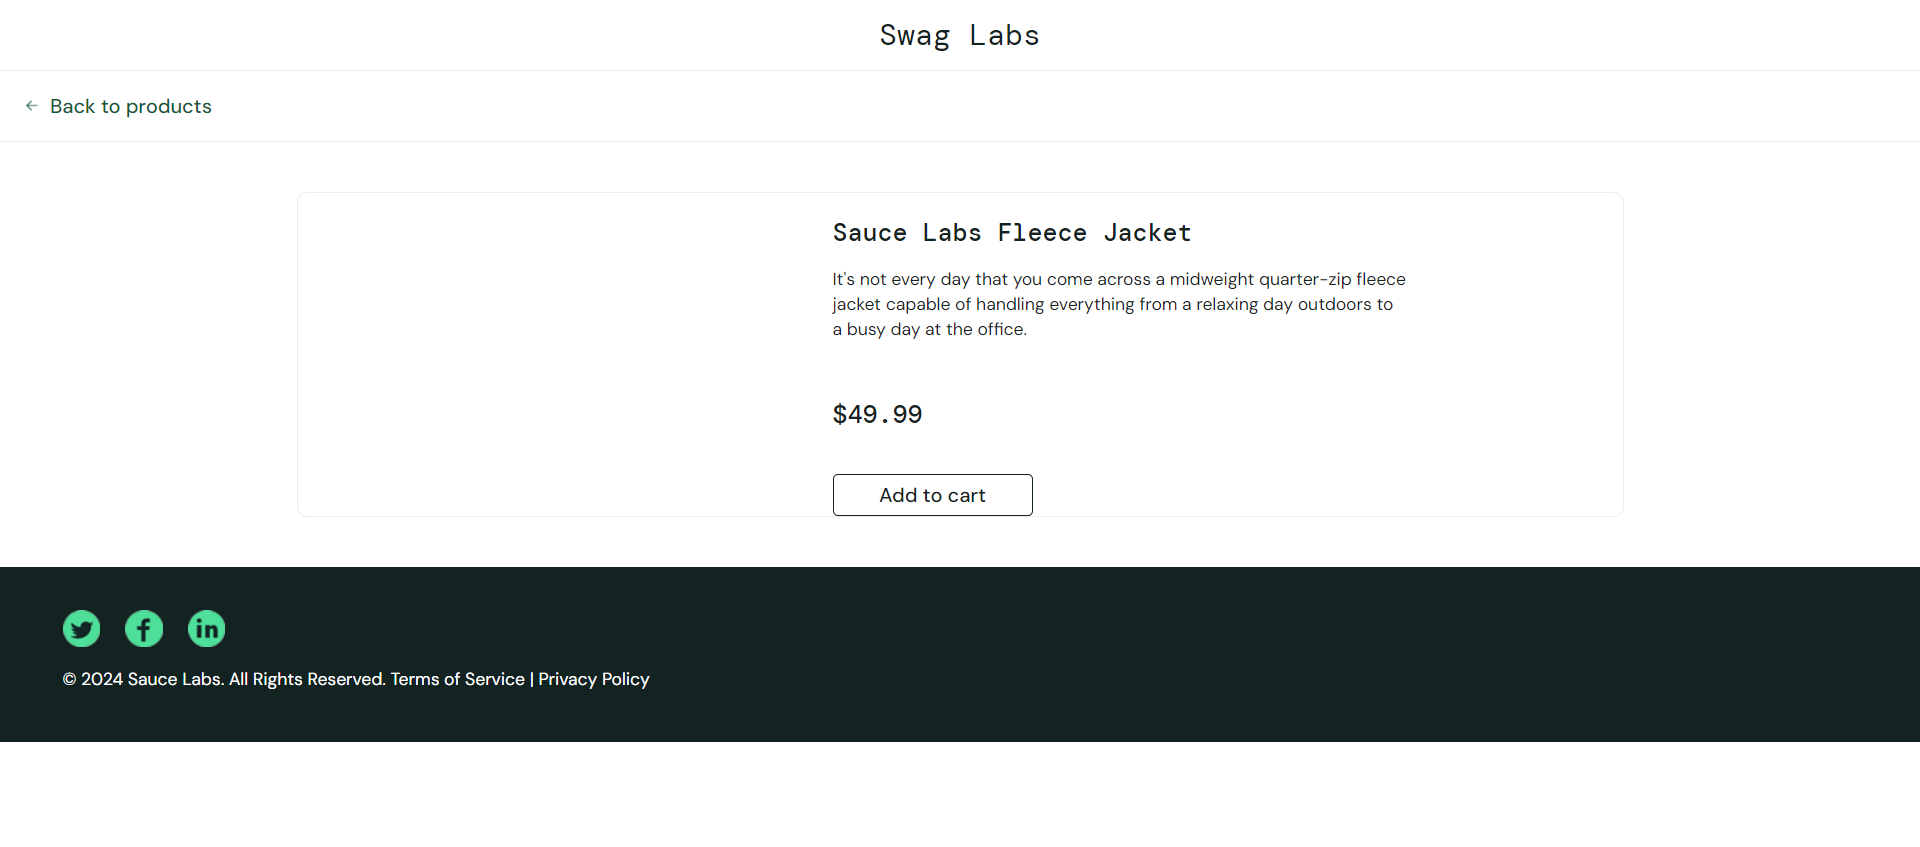 Swag Labs
Back to products
Sauce Labs Fleece Jacket
It's not every day that you come across a midweight quarter-zip fleece
jacket capable of handling everything from a relaxing day outdoors to
a busy day at the office.
$49.99
Add to cart
© 2024 Sauce Labs. All Rights Reserved. Terms of Service | Privacy Policy